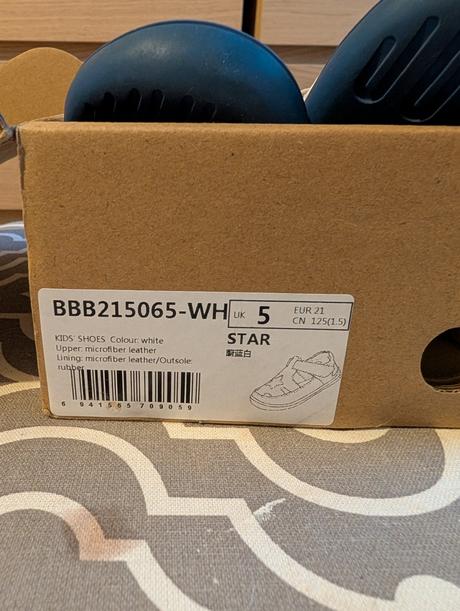 BBB215065-WH
UK 5 EUR 21
CN 125(1.5)
STAR
KIDS' SHOES Colour: white
Upper: microfiber leather
Lining: microfiber leather/Outsole:
rubber
6 941565 709059